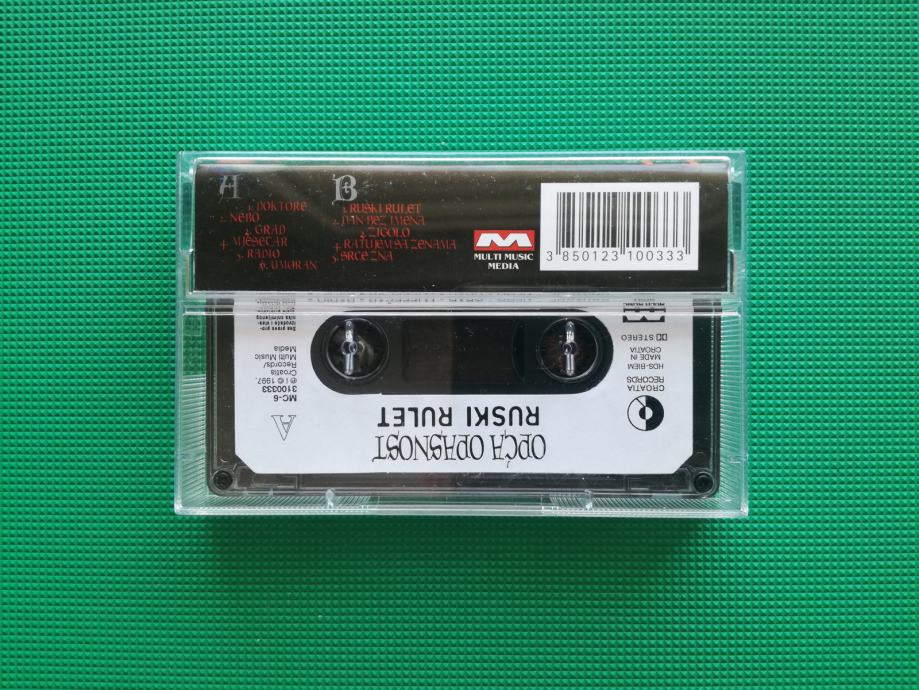 A
1. DOKTORE
2. NEBO
2. GRAD
4. MJESEČAR
5. RADIO
6. UMORAN
B
1. RUSKI RULET
2. DAN BEZ IMENA
3. ŽIGOLO
4. RATUJEM SA ŽENAMA
5. SRCE ZNA
MULTI MUSIC
MEDIA
3 850123 100333
OPĆA OPASNOST
RUSKI RULET
A
MC-6
3100333
℗ i © 1997.
Croatia
Records/
Multi Music
Media
CROATIA
RECORDS
HDS-BIEM
MADE IN
CROATIA
STEREO